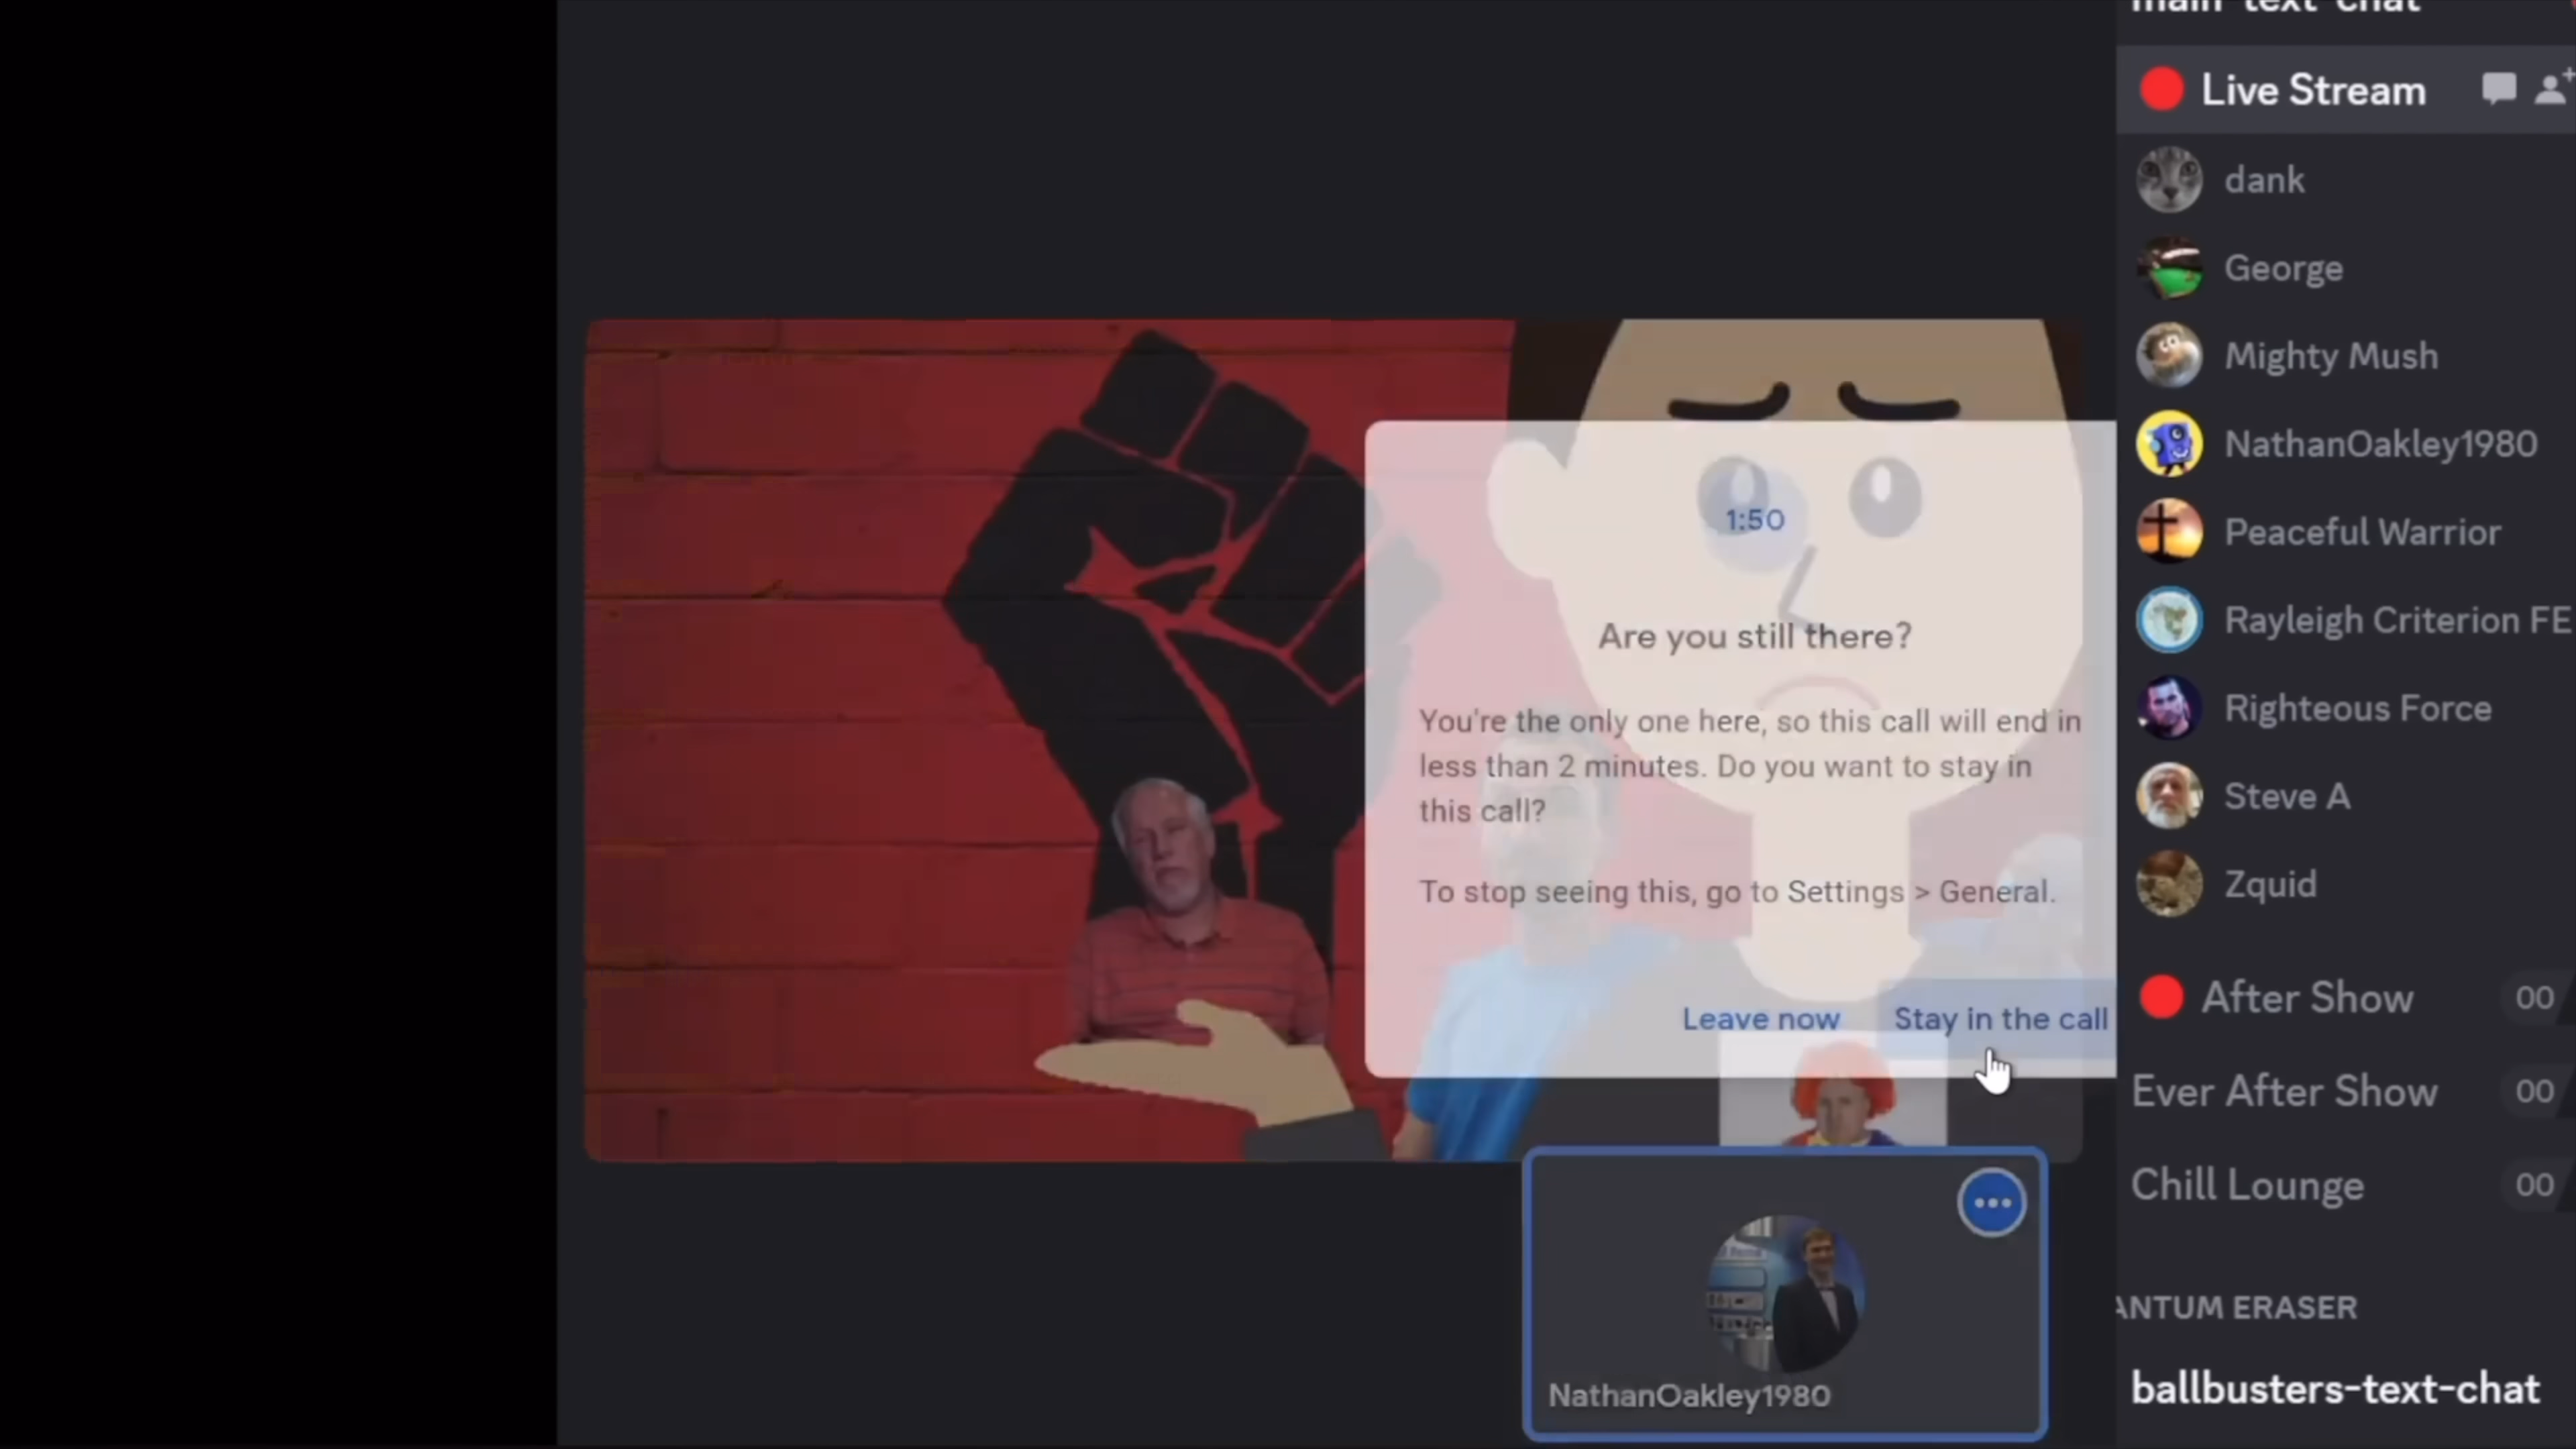 main-text-chat
Live Stream
dank
George
Mighty Mush
NathanOakley1980
Peaceful Warrior
Rayleigh Criterion FE
Righteous Force
Steve A
Zquid
After Show 00
Ever After Show 00
Chill Lounge 00
ANTUM ERASER
ballbusters-text-chat
1:50
Are you still there?
You're the only one here, so this call will end in
less than 2 minutes. Do you want to stay in
this call?
To stop seeing this, go to Settings > General.
Leave now Stay in the call
NathanOakley1980